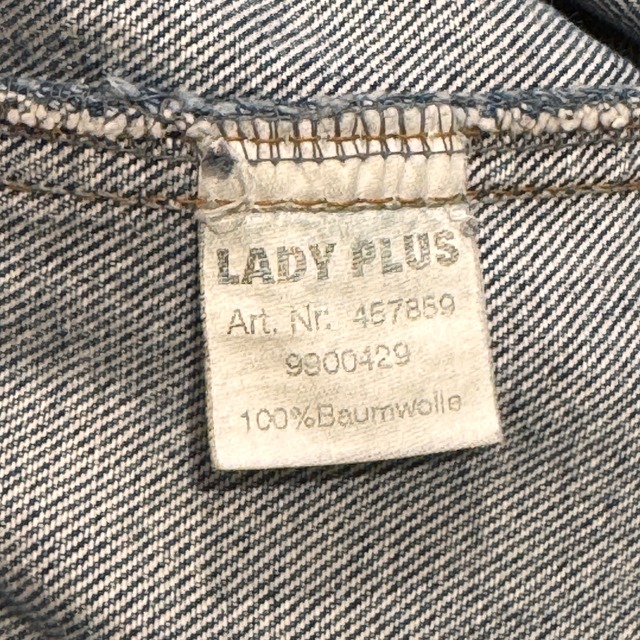 LADY PLUS
Art. Nr. 457859
9900429
100%Baumwolle